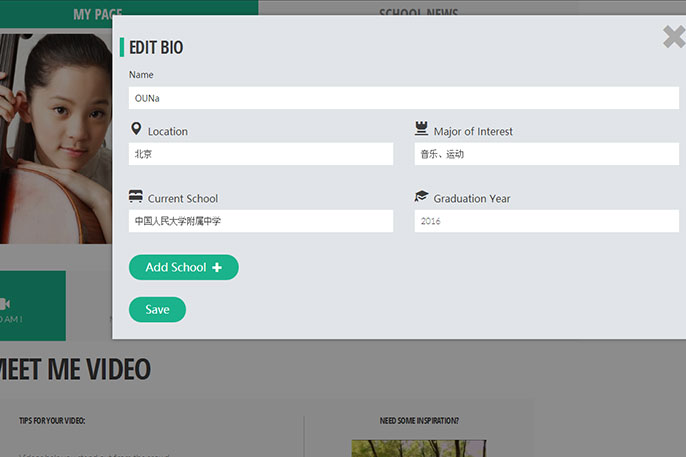 MY PAGE
SCHOOL NEWS
EDIT BIO
Name
OUNa
Location
Major of Interest
北京
音乐、运动
Current School
Graduation Year
中国人民大学附属中学
2016
Add School
Save
AM I
MEET ME VIDEO
TIPS FOR YOUR VIDEO:
NEED SOME INSPIRATION?